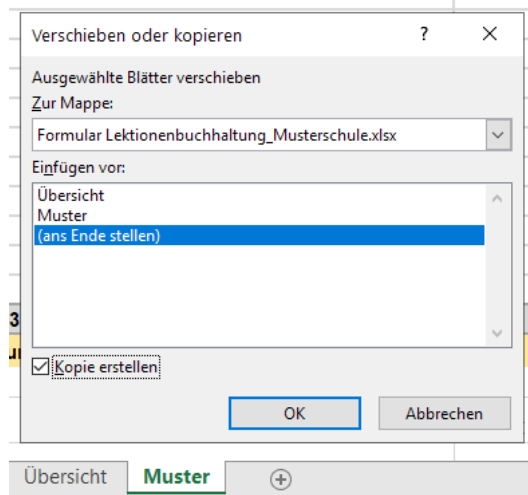 Verschieben oder kopieren ? ×
Ausgewählte Blätter verschieben
Zur Mappe:
Formular Lektionenbuchhaltung_Musterschule.xlsx
Einfügen vor:
Übersicht
Muster
(ans Ende stellen)
3
Kopie erstellen
OK Abbrechen
Übersicht Muster +